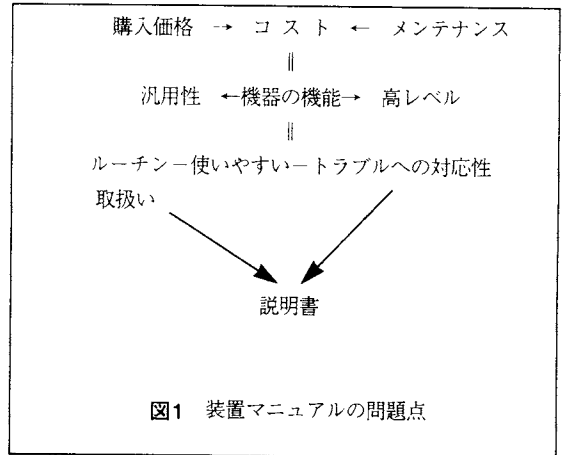 購入価格 → コスト ← メンテナンス
‖
汎用性 ←機器の機能→ 高レベル
‖
ルーチン－使いやすい－トラブルへの対応性
取扱い
説明書
図1 装置マニュアルの問題点